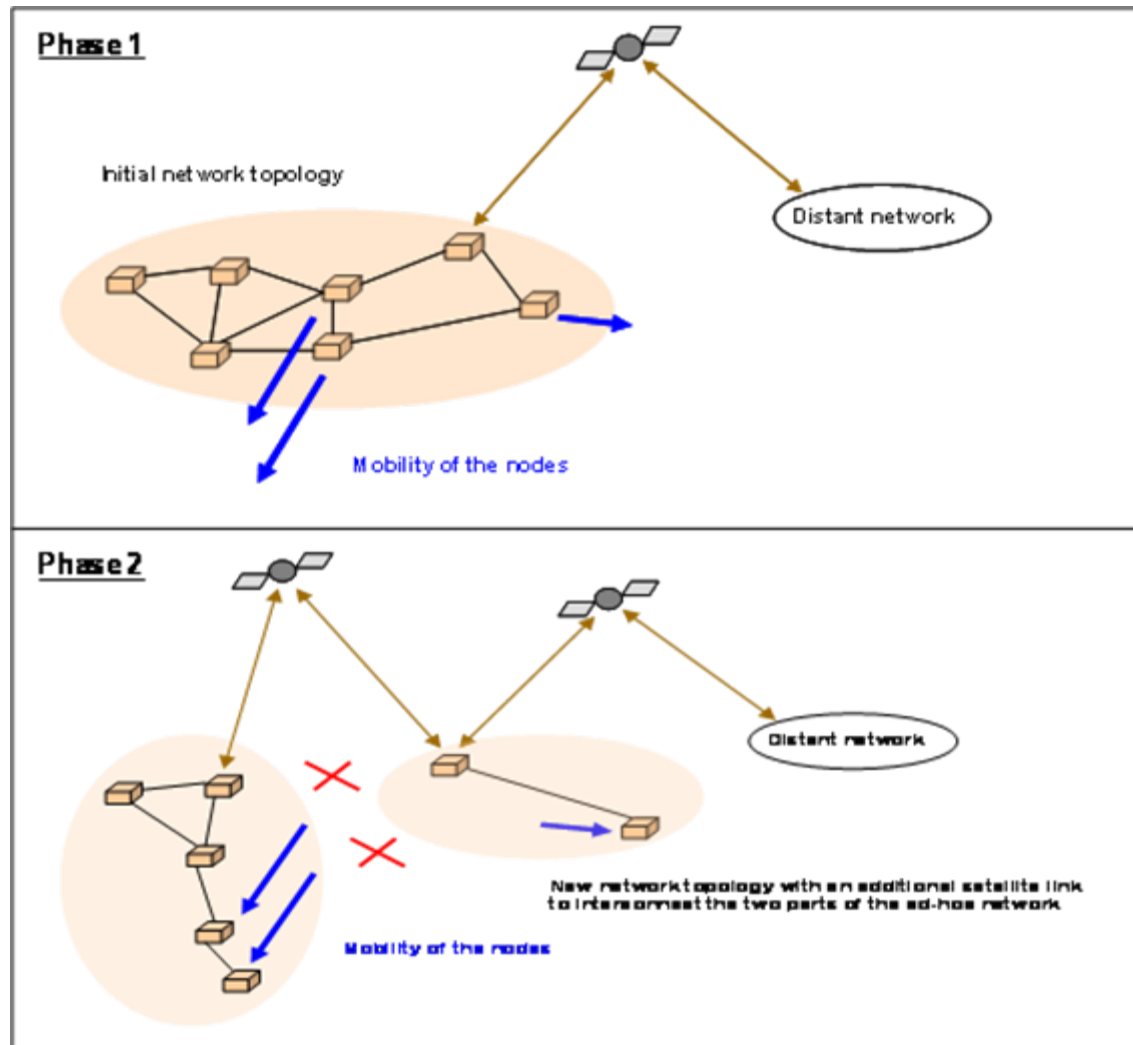 Phase 1
Initial network topology
Distant network
Mobility of the nodes
Phase 2
Distant network
New network topology with an additional satellite link
to interconnect the two parts of the ad-hoc network
Mobility of the nodes